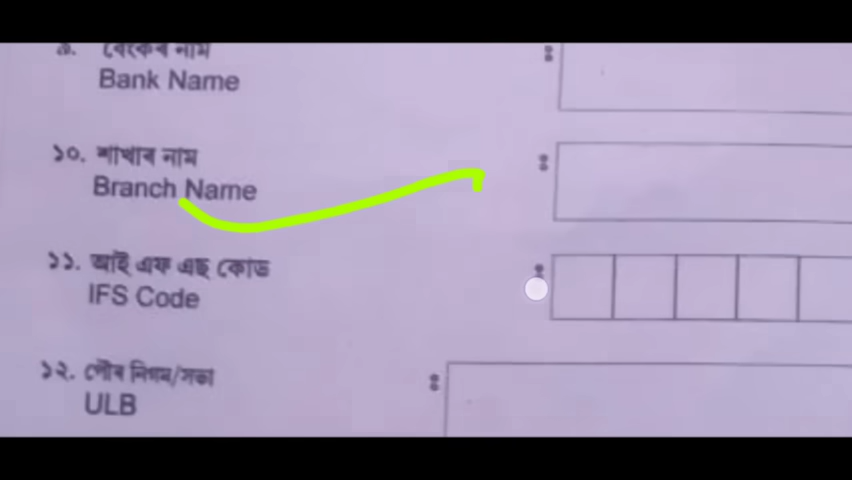 ৯. বেংকৰ নাম
Bank Name
১০. শাখাৰ নাম
Branch Name
১১. আই এফ এছ কোড
IFS Code
১২. পৌৰ নিগম/সভা
ULB